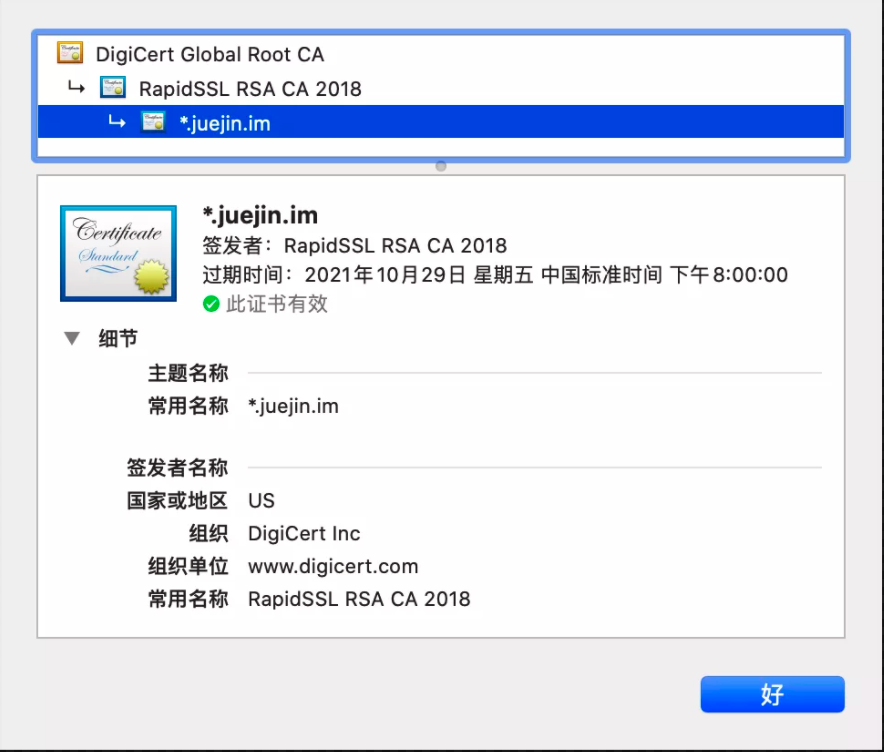 DigiCert Global Root CA
RapidSSL RSA CA 2018
*.juejin.im
Certificate
Standard
*.juejin.im
签发者：RapidSSL RSA CA 2018
过期时间：2021年10月29日 星期五 中国标准时间 下午8:00:00
此证书有效
细节
主题名称
常用名称 *.juejin.im
签发者名称
国家或地区 US
组织 DigiCert Inc
组织单位 www.digicert.com
常用名称 RapidSSL RSA CA 2018
好